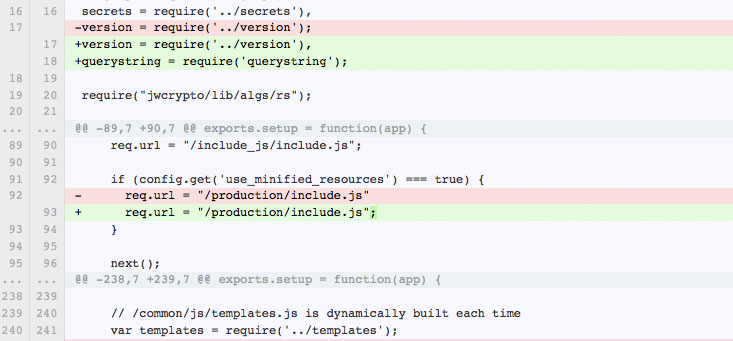 16 16 secrets = require('../secrets'),
17 -version = require('../version');
17 +version = require('../version'),
18 +querystring = require('querystring');
18 19
19 20 require("jwcrypto/lib/algs/rs");
20 21
... ... @@ -89,7 +90,7 @@ exports.setup = function(app) {
89 90 req.url = "/include_js/include.js";
90 91
91 92 if (config.get('use_minified_resources') === true) {
92 - req.url = "/production/include.js"
93 + req.url = "/production/include.js";
93 94 }
94 95
95 96 next();
... ... @@ -238,7 +239,7 @@ exports.setup = function(app) {
238 239
239 240 // /common/js/templates.js is dynamically built each time
240 241 var templates = require('../templates');